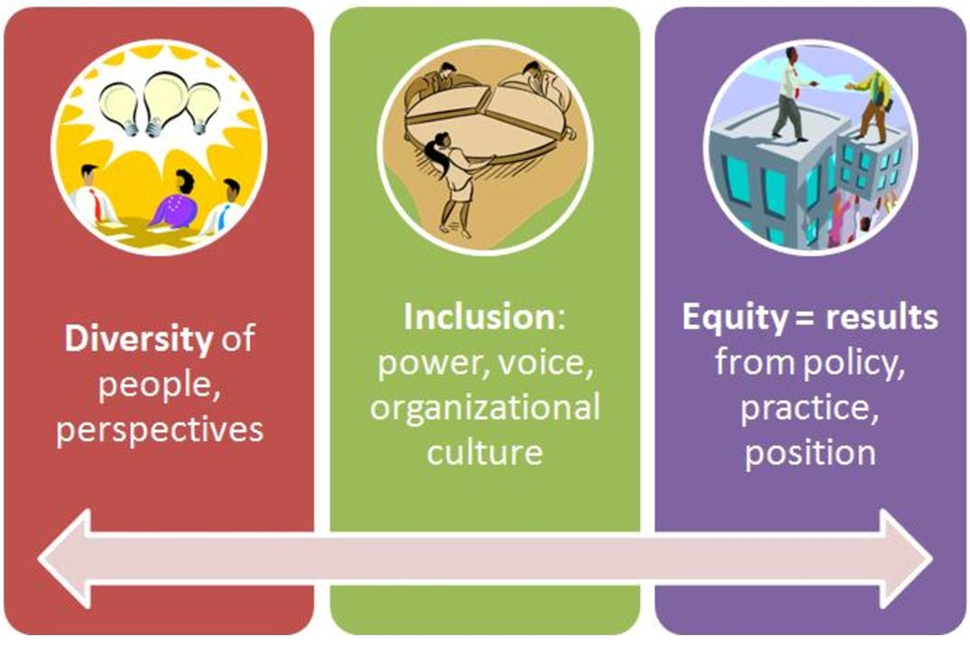 Diversity of
people,
perspectives
Inclusion:
power, voice,
organizational
culture
Equity = results
from policy,
practice,
position